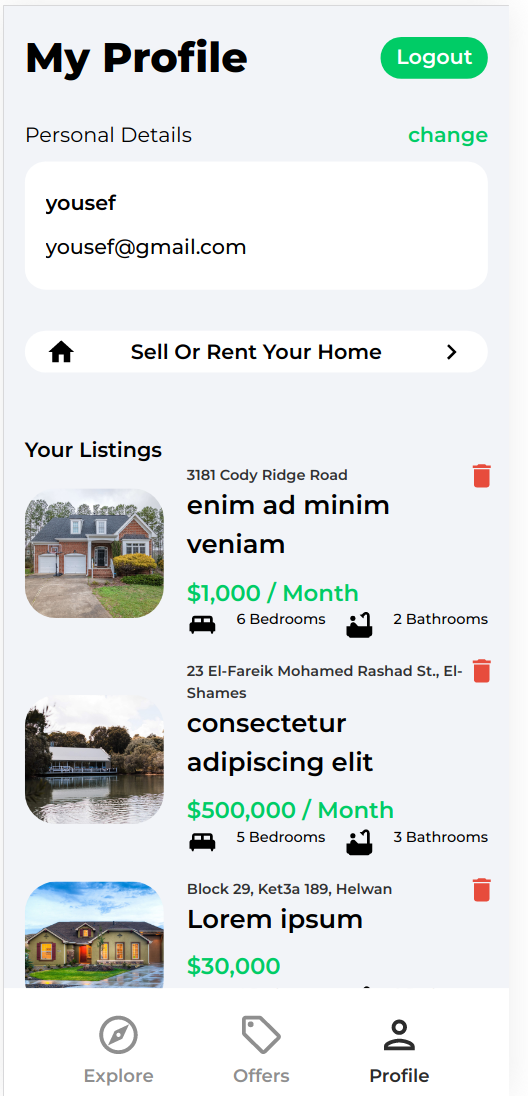 My Profile
Logout
Personal Details
change
yousef
yousef@gmail.com
Sell Or Rent Your Home
Your Listings
3181 Cody Ridge Road
enim ad minim
veniam
$1,000 / Month
6 Bedrooms
2 Bathrooms
23 El-Fareik Mohamed Rashad St., El-
Shames
consectetur
adipiscing elit
$500,000 / Month
5 Bedrooms
3 Bathrooms
Block 29, Ket3a 189, Helwan
Lorem ipsum
$30,000
Explore
Offers
Profile